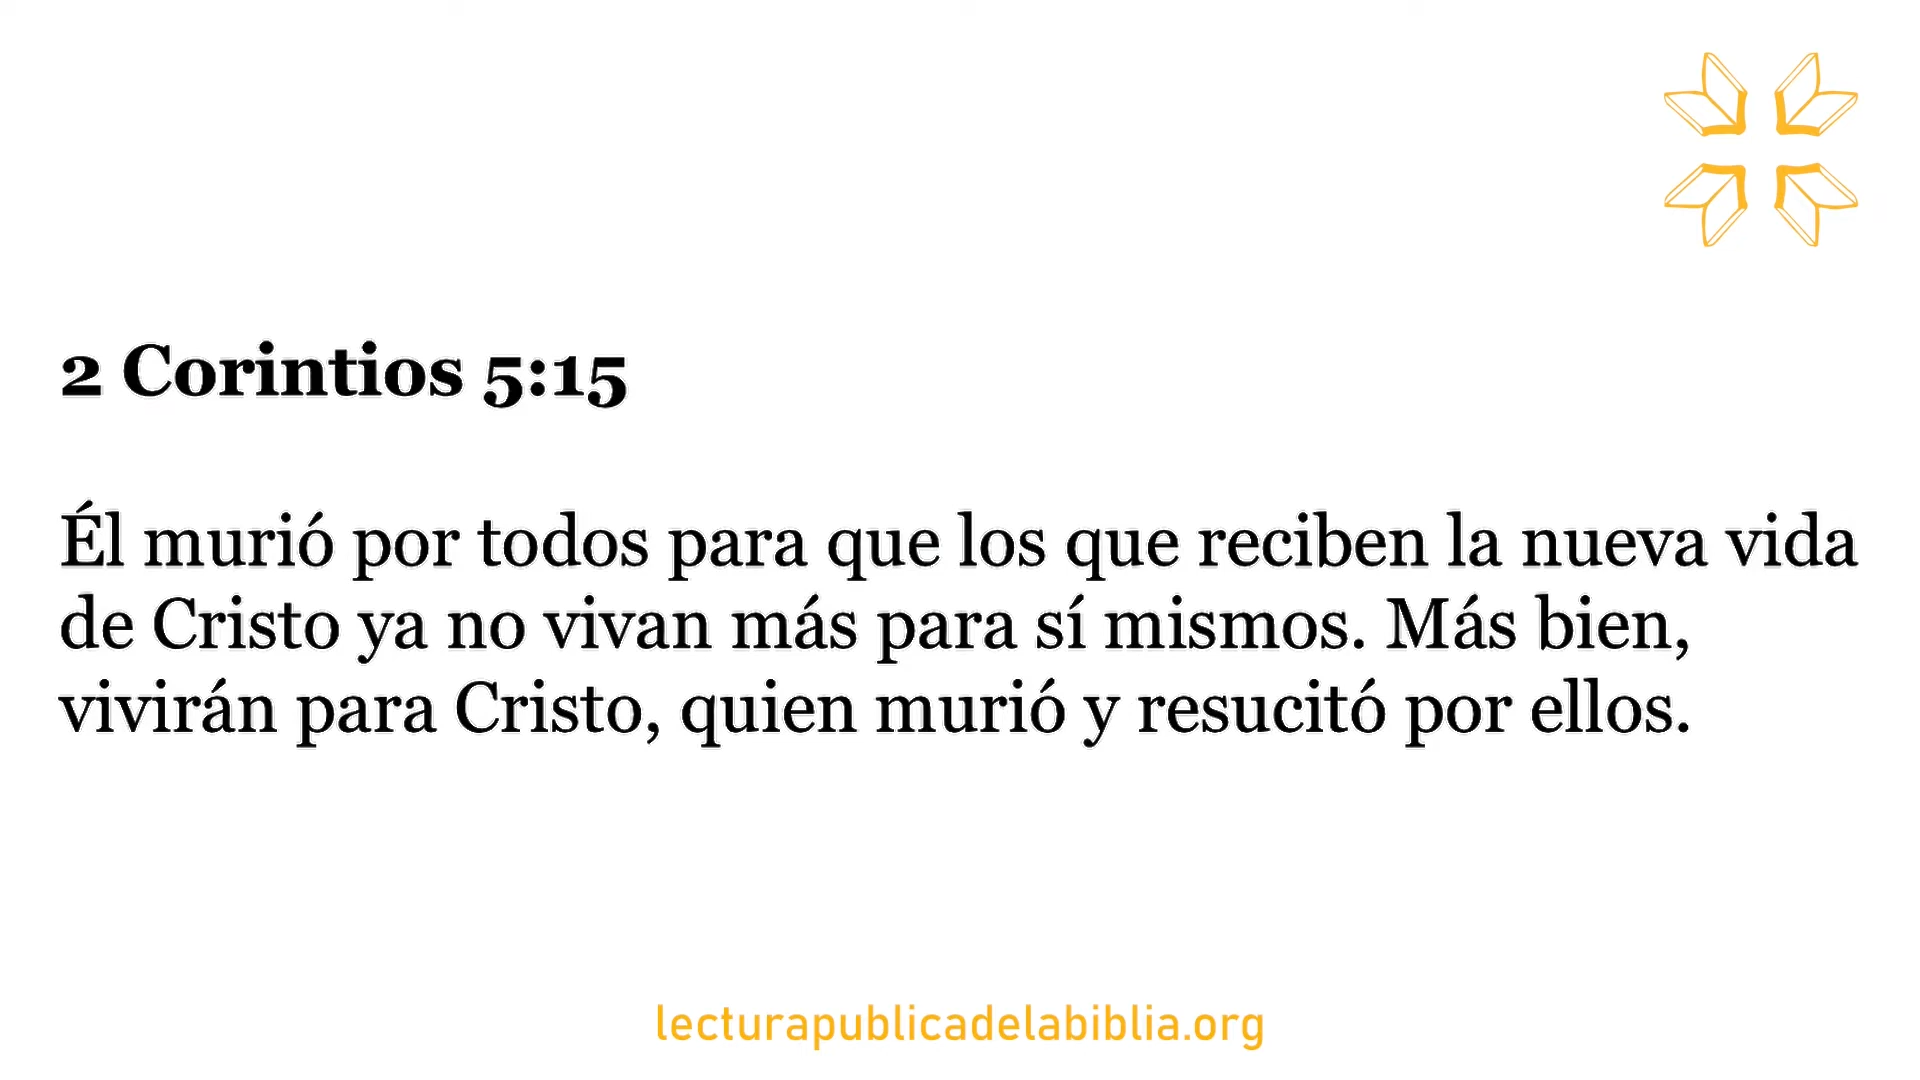 2 Corintios 5:15
Él murió por todos para que los que reciben la nueva vida
de Cristo ya no vivan más para sí mismos. Más bien,
vivirán para Cristo, quien murió y resucitó por ellos.
lecturapublicadelabiblia.org